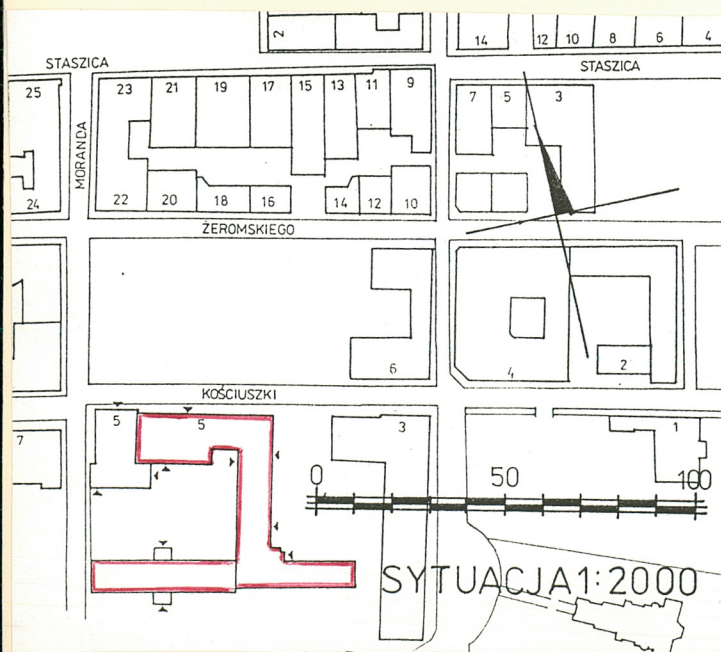 2
14 12 10 8 6 4
STASZICA
STASZICA
25 23 21 19 17 15 13 11 9
7 5 3
MORANDA
24 22 20 18 16 14 12 10
ŻEROMSKIEGO
6
4
2
KOŚCIUSZKI
7
5
5
3
1
0 50 100
SYTUACJA 1:2000